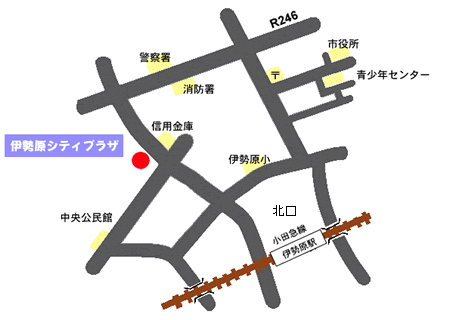 R246
市役所
警察署
〒
青少年センター
消防署
信用金庫
伊勢原シティプラザ
伊勢原小
中央公民館
北口
小田急線
伊勢原駅